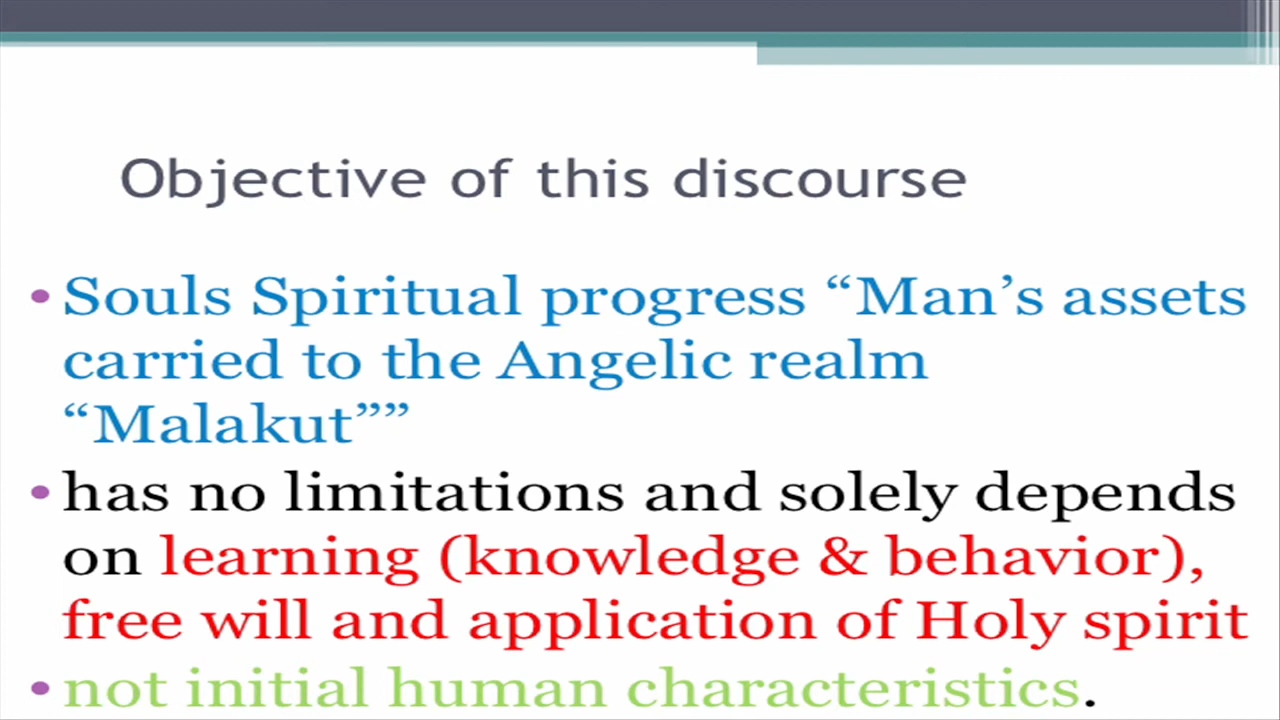 Objective of this discourse
• Souls Spiritual progress “Man’s assets
carried to the Angelic realm
“Malakut””
• has no limitations and solely depends
on learning (knowledge & behavior),
free will and application of Holy spirit
• not initial human characteristics.